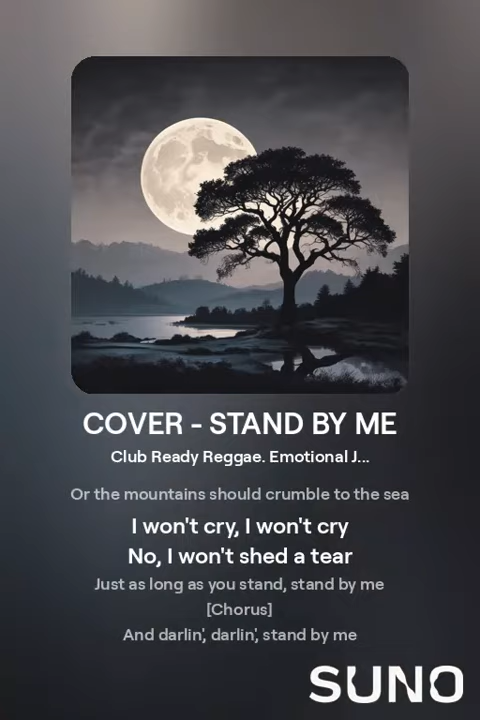 COVER - STAND BY ME
Club Ready Reggae. Emotional J...
Or the mountains should crumble to the sea
I won't cry, I won't cry
No, I won't shed a tear
Just as long as you stand, stand by me
[Chorus]
And darlin', darlin', stand by me
SUNO